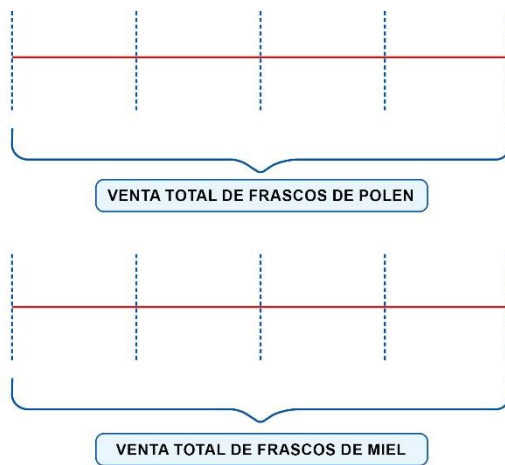 VENTA TOTAL DE FRASCOS DE POLEN
VENTA TOTAL DE FRASCOS DE MIEL